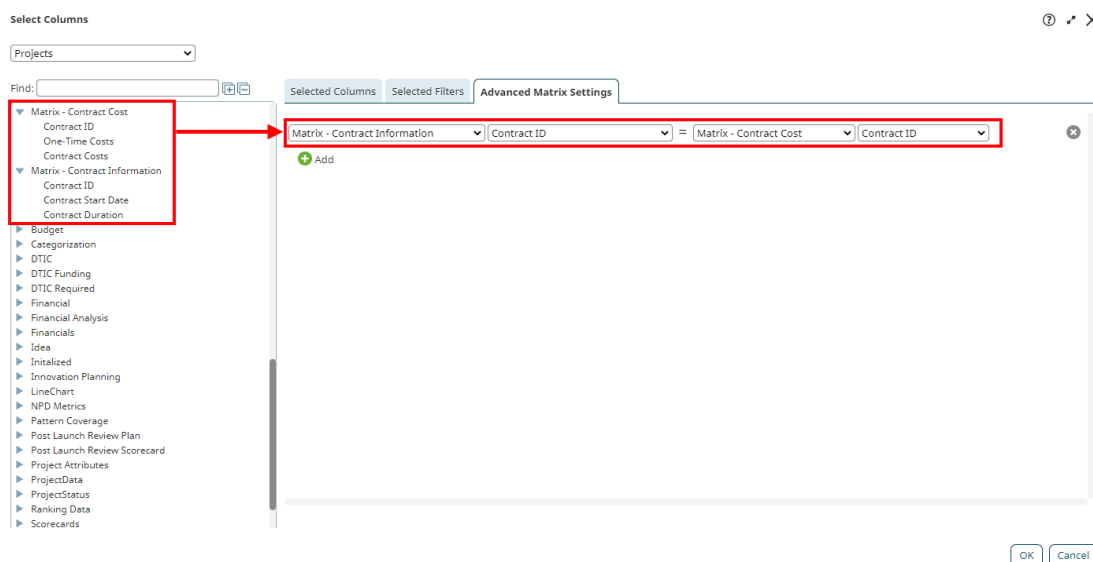 Select Columns
Projects
Find:
Selected Columns Selected Filters Advanced Matrix Settings
Matrix - Contract Cost
Contract ID
One-Time Costs
Contract Costs
Matrix - Contract Information
Contract ID
Contract Start Date
Contract Duration
Budget
Categorization
DTIC
DTIC Funding
DTIC Required
Financial
Financial Analysis
Financials
Idea
Initalized
Innovation Planning
LineChart
NPD Metrics
Pattern Coverage
Post Launch Review Plan
Post Launch Review Scorecard
Project Attributes
ProjectData
ProjectStatus
Ranking Data
Scorecards
Matrix - Contract Information Contract ID = Matrix - Contract Cost Contract ID
Add
OK Cancel